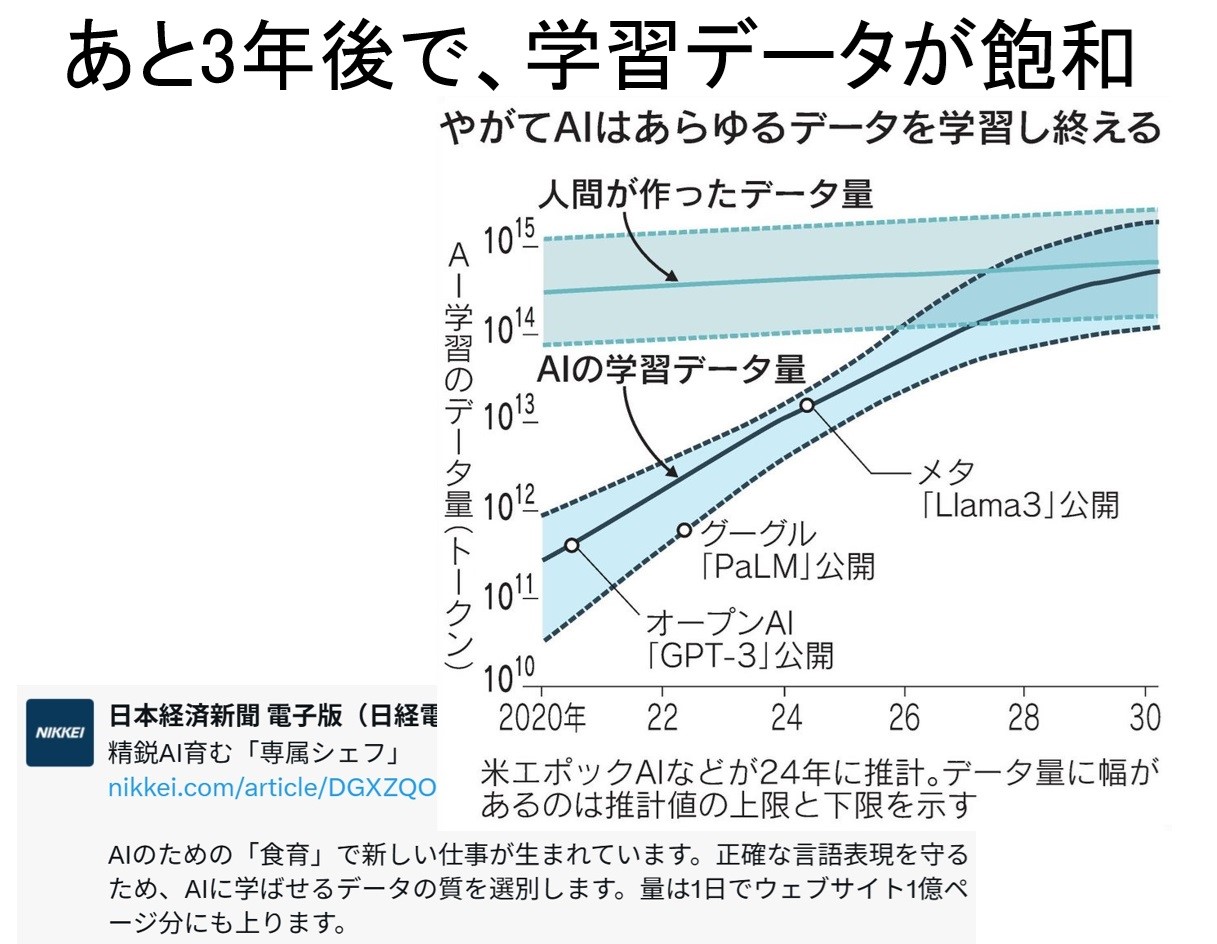 あと3年後で、学習データが飽和
やがてAIはあらゆるデータを学習し終える
人間が作ったデータ量
AI学習のデータ量(トークン)
10¹⁵
10¹⁴
10¹³
10¹²
10¹¹
10¹⁰
AIの学習データ量
メタ
「Llama3」公開
グーグル
「PaLM」公開
オープンAI
「GPT-3」公開
2020年 22 24 26 28 30
米エポックAIなどが24年に推計。データ量に幅が
あるのは推計値の上限と下限を示す
NIKKEI
日本経済新聞 電子版（日経電
精鋭AI育む「専属シェフ」
nikkei.com/article/DGXZQO
AIのための「食育」で新しい仕事が生まれています。正確な言語表現を守る
ため、AIに学ばせるデータの質を選別します。量は1日でウェブサイト1億ペ
ージ分にも上ります。